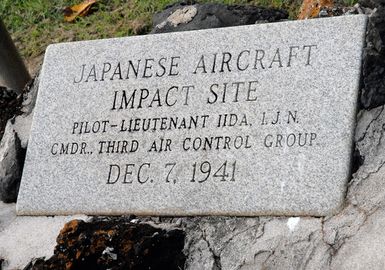 JAPANESE AIRCRAFT
IMPACT SITE
PILOT-LIEUTENANT IIDA, I.J.N.
CMDR., THIRD AIR CONTROL GROUP.
DEC. 7, 1941